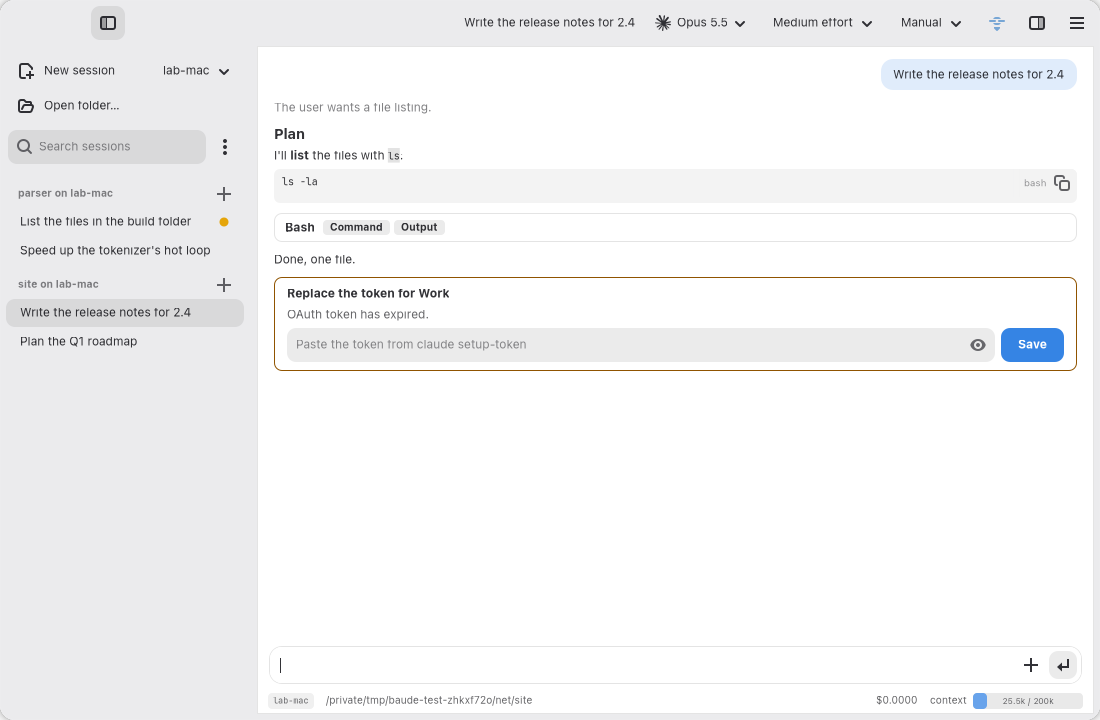 Write the release notes for 2.4
Opus 5.5
Medium effort
Manual
New session
lab-mac
Open folder...
Search sessions
parser on lab-mac
List the files in the build folder
Speed up the tokenizer's hot loop
site on lab-mac
Write the release notes for 2.4
Plan the Q1 roadmap
Write the release notes for 2.4
The user wants a file listing.
Plan
I'll list the files with ls.
ls -la
bash
Bash Command Output
Done, one file.
Replace the token for Work
OAuth token has expired.
Paste the token from claude setup-token
Save
lab-mac /private/tmp/baude-test-zhkxf72o/net/site
$0.0000 context 25.5k / 200k